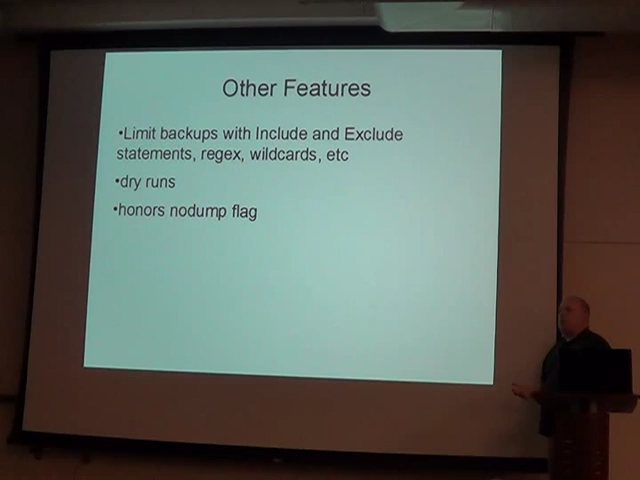 Other Features
•Limit backups with Include and Exclude
statements, regex, wildcards, etc
•dry runs
•honors nodump flag